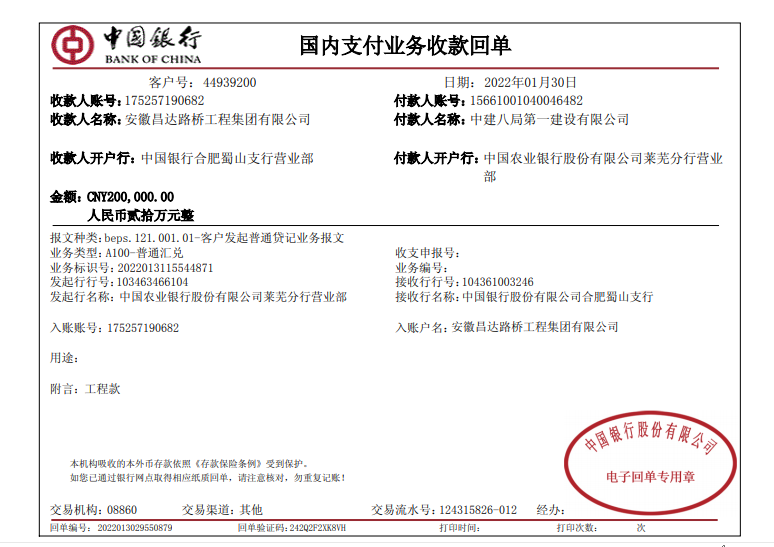 中国银行
BANK OF CHINA
国内支付业务收款回单
客户号：44939200 日期：2022年01月30日
收款人账号：175257190682 付款人账号：15661001040046482
收款人名称：安徽昌达路桥工程集团有限公司 付款人名称：中建八局第一建设有限公司
收款人开户行：中国银行合肥蜀山支行营业部 付款人开户行：中国农业银行股份有限公司莱芜分行营业
部
金额：CNY200,000.00
人民币贰拾万元整
报文种类：beps.121.001.01-客户发起普通贷记业务报文
业务类型：A100-普通汇兑 收支申报号：
业务标识号：2022013115544871 业务编号：
发起行行号：103463466104 接收行行号：104361003246
发起行名称：中国农业银行股份有限公司莱芜分行营业部 接收行名称：中国银行股份有限公司合肥蜀山支行
入账账号：175257190682 入账户名：安徽昌达路桥工程集团有限公司
用途：
附言：工程款
中国银行股份有限公司
电子回单专用章
本机构吸收的本外币存款依照《存款保险条例》受到保护。
如您已通过银行网点取得相应纸质回单，请注意核对，勿重复记账！
交易机构：08860 交易渠道：其他 交易流水号：124315826-012 经办：
回单编号：2022013029550879 回单验证码：242Q2F2XK8VH 打印时间： 打印次数： 次